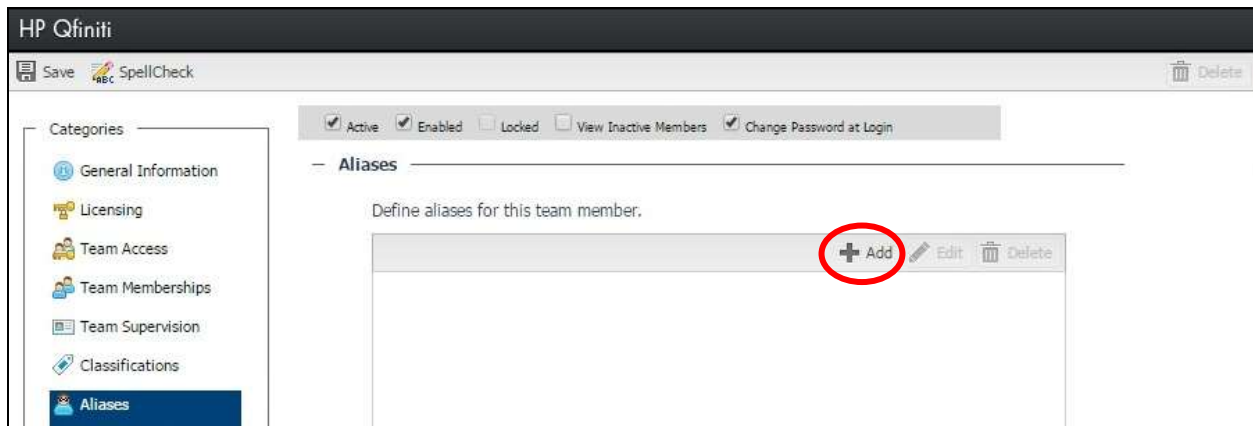 HP Qfiniti
Save SpellCheck Delete
Categories
General Information
Licensing
Team Access
Team Memberships
Team Supervision
Classifications
Aliases
Active Enabled Locked View Inactive Members Change Password at Login
Aliases
Define aliases for this team member.
Add Edit Delete